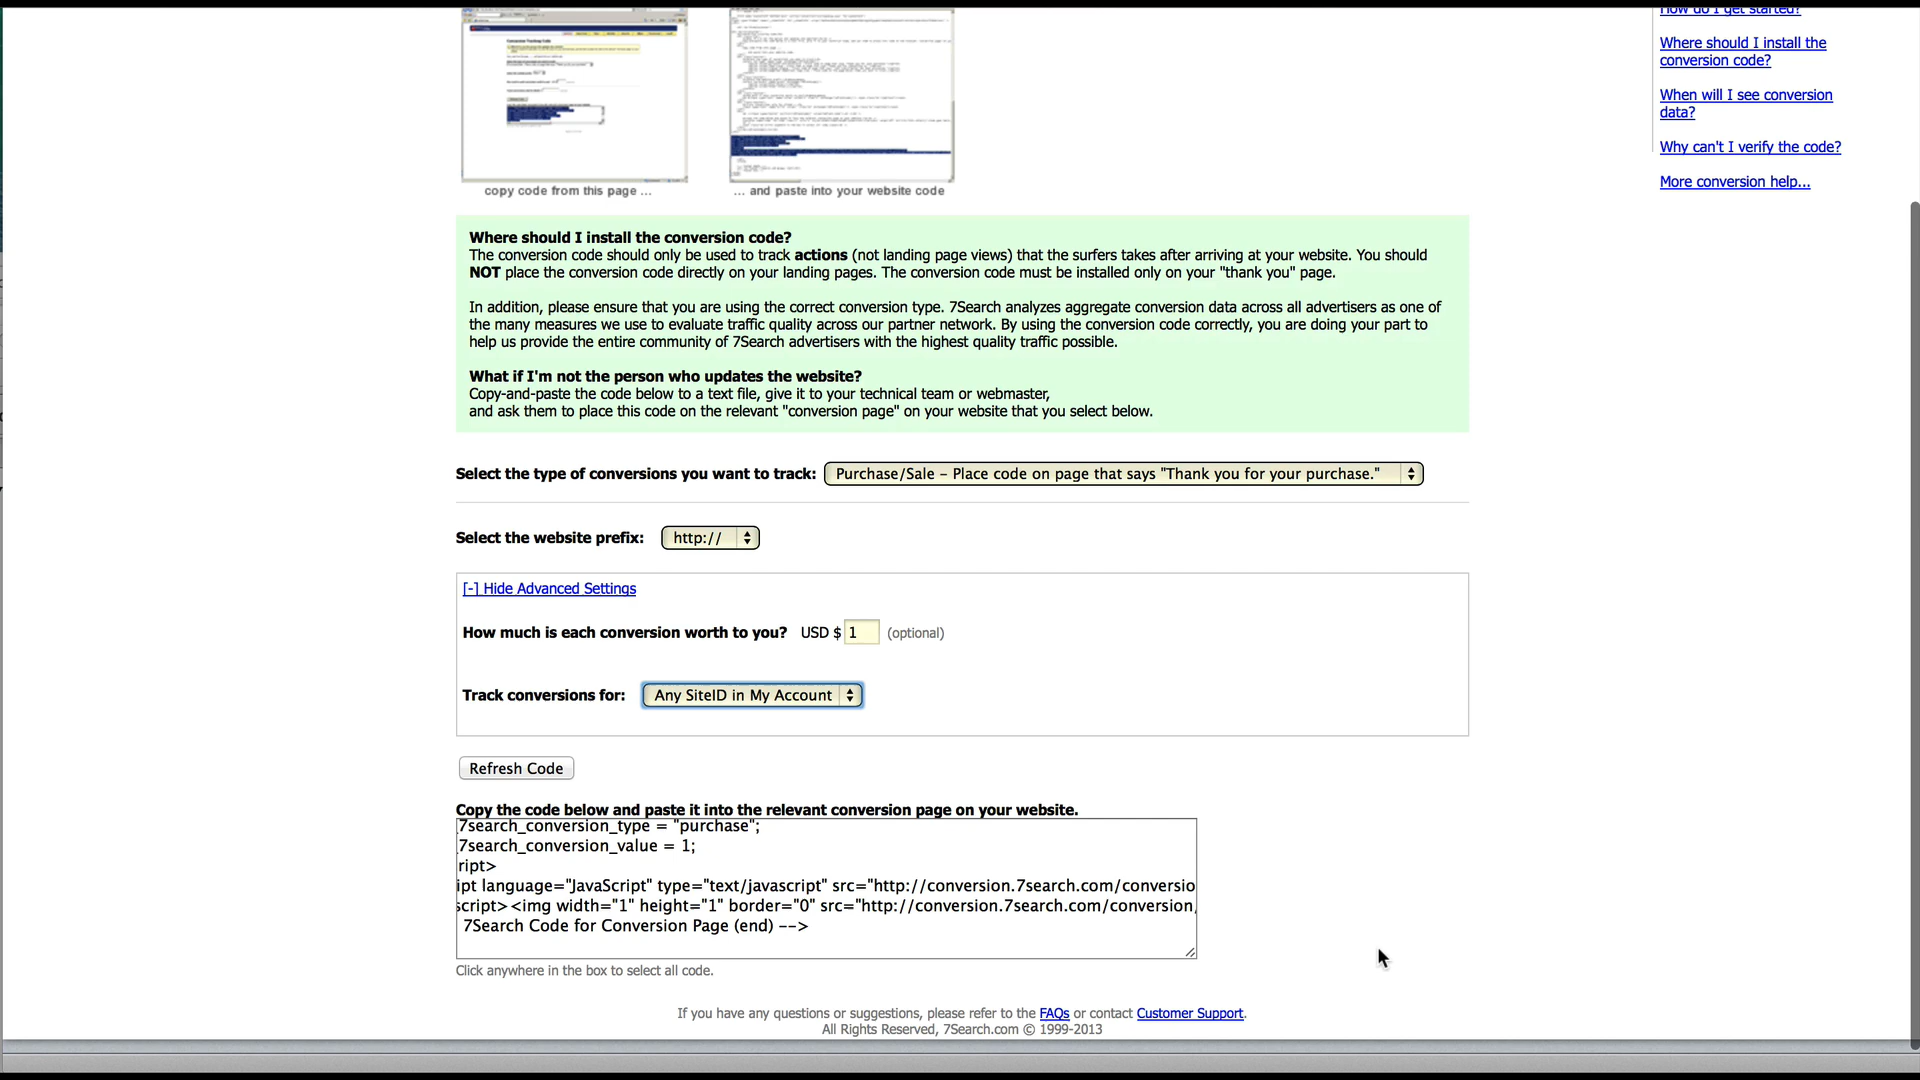 How do I get started?
Where should I install the
conversion code?
When will I see conversion
data?
Why can't I verify the code?
More conversion help...
copy code from this page ...
... and paste into your website code
Where should I install the conversion code?
The conversion code should only be used to track actions (not landing page views) that the surfers takes after arriving at your website. You should
NOT place the conversion code directly on your landing pages. The conversion code must be installed only on your "thank you" page.
In addition, please ensure that you are using the correct conversion type. 7Search analyzes aggregate conversion data across all advertisers as one of
the many measures we use to evaluate traffic quality across our partner network. By using the conversion code correctly, you are doing your part to
help us provide the entire community of 7Search advertisers with the highest quality traffic possible.
What if I'm not the person who updates the website?
Copy-and-paste the code below to a text file, give it to your technical team or webmaster,
and ask them to place this code on the relevant "conversion page" on your website that you select below.
Select the type of conversions you want to track: Purchase/Sale - Place code on page that says "Thank you for your purchase."
Select the website prefix: http://
[-] Hide Advanced Settings
How much is each conversion worth to you? USD $ 1 (optional)
Track conversions for: Any SiteID in My Account
Refresh Code
Copy the code below and paste it into the relevant conversion page on your website.
_7search_conversion_type = "purchase";
_7search_conversion_value = 1;
ript>
ipt language="JavaScript" type="text/javascript" src="http://conversion.7search.com/conversio
script><img width="1" height="1" border="0" src="http://conversion.7search.com/conversion/
7Search Code for Conversion Page (end) -->
Click anywhere in the box to select all code.
If you have any questions or suggestions, please refer to the FAQs or contact Customer Support.
All Rights Reserved, 7Search.com © 1999-2013